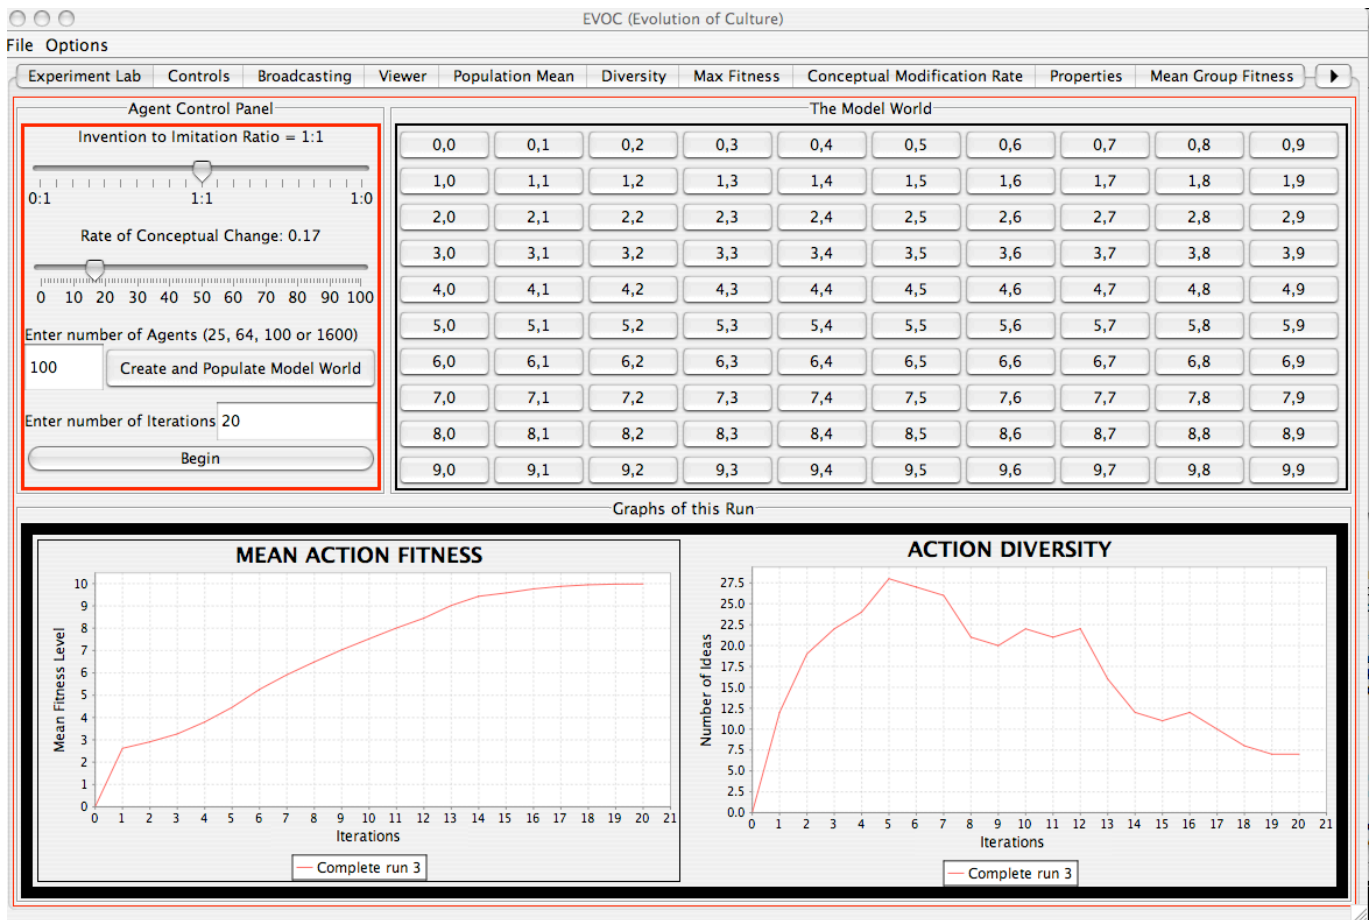 EVOC (Evolution of Culture)
File Options
Experiment Lab Controls Broadcasting Viewer Population Mean Diversity Max Fitness Conceptual Modification Rate Properties Mean Group Fitness
Agent Control Panel
Invention to Imitation Ratio = 1:1
0:1 1:1 1:0
Rate of Conceptual Change: 0.17
0 10 20 30 40 50 60 70 80 90 100
Enter number of Agents (25, 64, 100 or 1600)
100 Create and Populate Model World
Enter number of Iterations 20
Begin
The Model World
0,0 0,1 0,2 0,3 0,4 0,5 0,6 0,7 0,8 0,9
1,0 1,1 1,2 1,3 1,4 1,5 1,6 1,7 1,8 1,9
2,0 2,1 2,2 2,3 2,4 2,5 2,6 2,7 2,8 2,9
3,0 3,1 3,2 3,3 3,4 3,5 3,6 3,7 3,8 3,9
4,0 4,1 4,2 4,3 4,4 4,5 4,6 4,7 4,8 4,9
5,0 5,1 5,2 5,3 5,4 5,5 5,6 5,7 5,8 5,9
6,0 6,1 6,2 6,3 6,4 6,5 6,6 6,7 6,8 6,9
7,0 7,1 7,2 7,3 7,4 7,5 7,6 7,7 7,8 7,9
8,0 8,1 8,2 8,3 8,4 8,5 8,6 8,7 8,8 8,9
9,0 9,1 9,2 9,3 9,4 9,5 9,6 9,7 9,8 9,9
Graphs of this Run
MEAN ACTION FITNESS
Mean Fitness Level
10
9
8
7
6
5
4
3
2
1
0
0 1 2 3 4 5 6 7 8 9 10 11 12 13 14 15 16 17 18 19 20 21
Iterations
Complete run 3
ACTION DIVERSITY
Number of Ideas
27.5
25.0
22.5
20.0
17.5
15.0
12.5
10.0
7.5
5.0
2.5
0.0
0 1 2 3 4 5 6 7 8 9 10 11 12 13 14 15 16 17 18 19 20 21
Iterations
Complete run 3